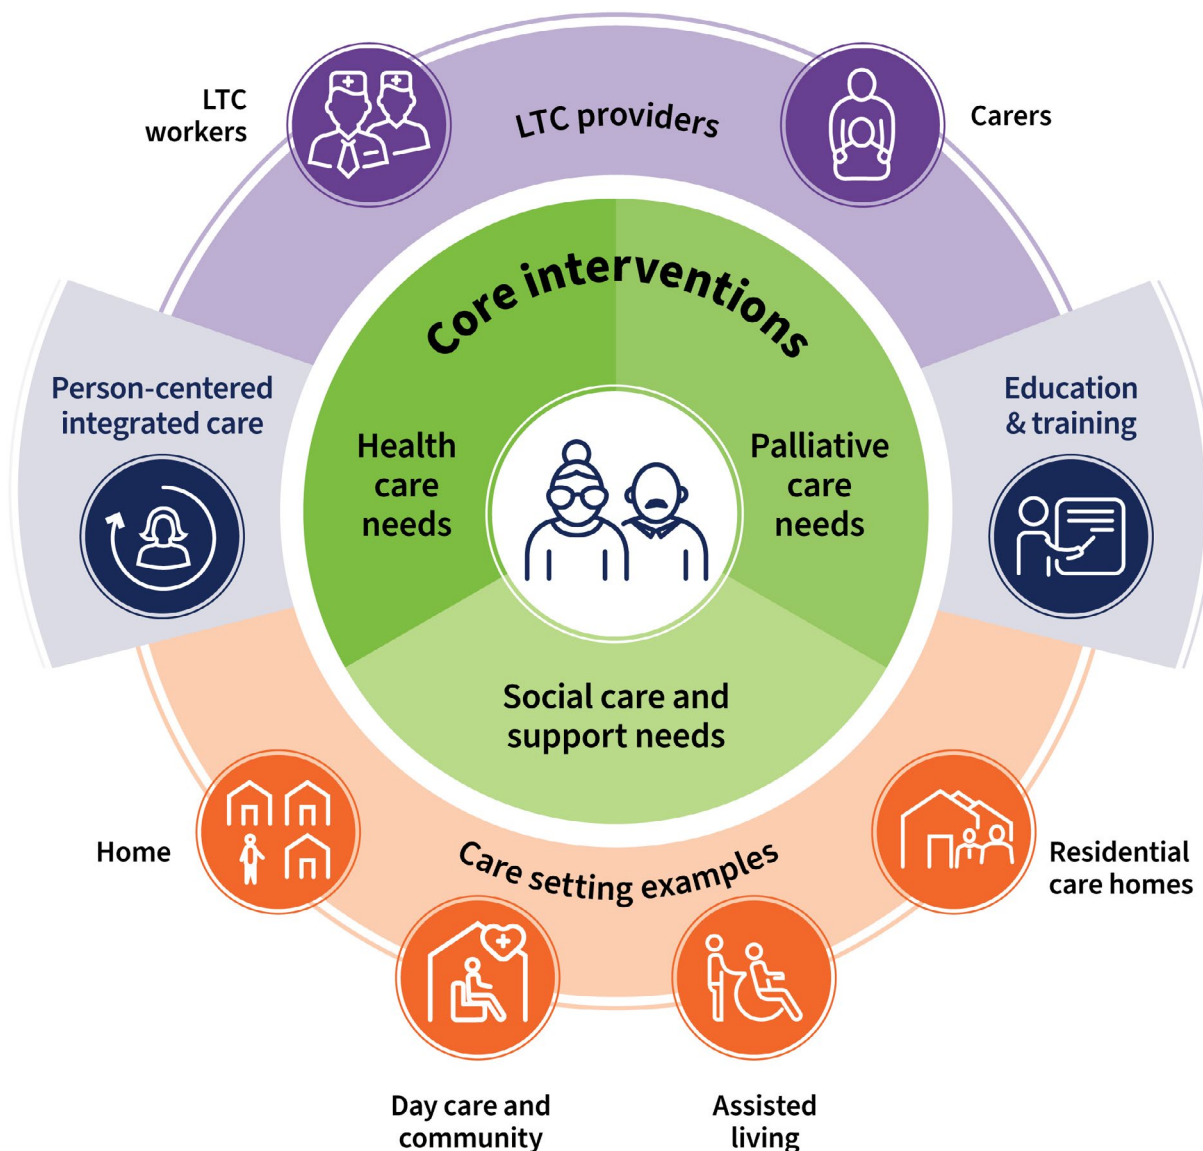 LTC
workers
LTC providers
Carers
Core interventions
Person-centered
integrated care
Health
care
needs
Palliative
care
needs
Education
& training
Social care and
support needs
Home
Care setting examples
Residential
care homes
Day care and
community
Assisted
living